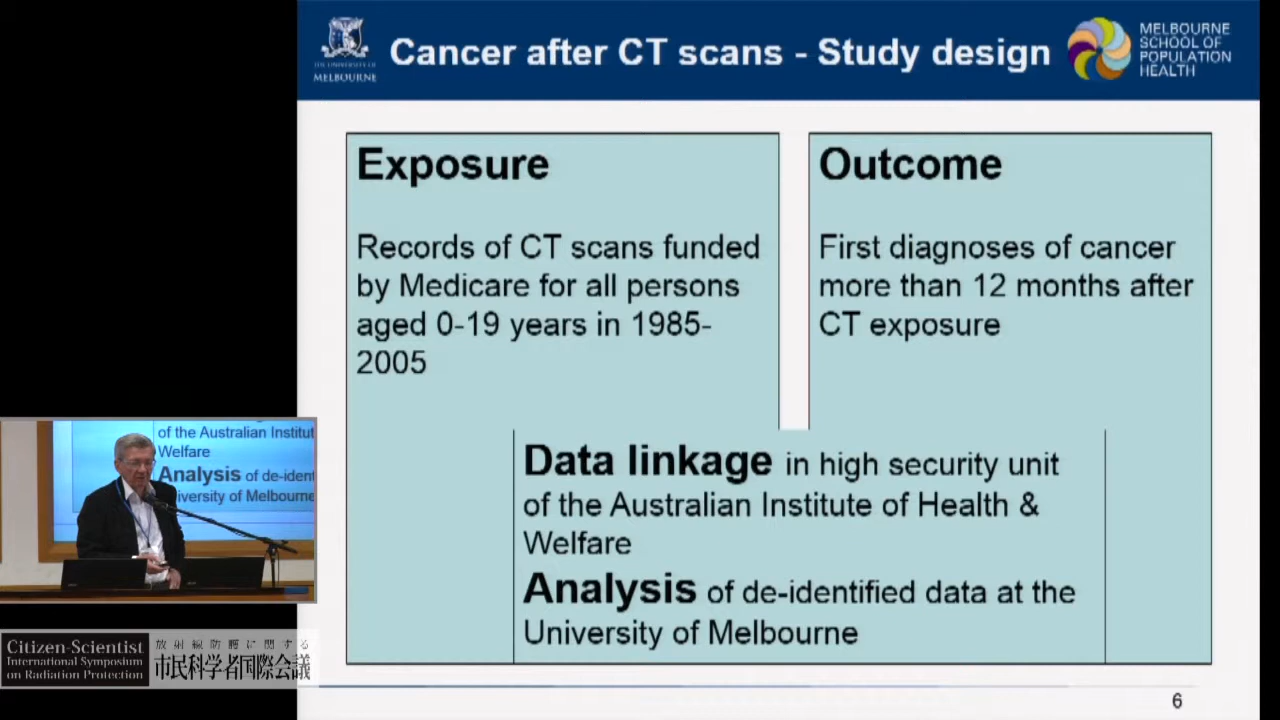 THE UNIVERSITY OF
MELBOURNE
Cancer after CT scans - Study design
MELBOURNE
SCHOOL OF
POPULATION
HEALTH
Exposure
Records of CT scans funded
by Medicare for all persons
aged 0-19 years in 1985-
2005
Outcome
First diagnoses of cancer
more than 12 months after
CT exposure
Data linkage in high security unit
of the Australian Institute of Health &
Welfare
Analysis of de-identified data at the
University of Melbourne
of the Australian Institut
Welfare
Analysis of de-ident
iversity of Melbourne
Citizen-Scientist
International Symposium
on Radiation Protection
放射線防護に関する
市民科学者国際会議
6